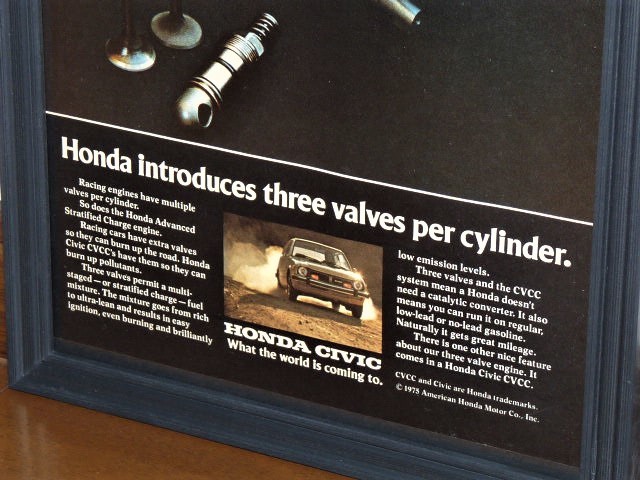 Honda introduces three valves per cylinder.
Racing engines have multiple
valves per cylinder.
So does the Honda Advanced
Stratified Charge engine.
Racing cars have extra valves
so they can burn up the road. Honda
Civic CVCC's have them so they can
burn up pollutants.
Three valves permit a multi-
staged — or stratified charge — fuel
mixture. The mixture goes from rich
to ultra-lean and results in easy
ignition, even burning and brilliantly
low emission levels.
Three valves and the CVCC
system mean a Honda doesn't
need a catalytic converter. It also
means you can run it on regular,
low-lead or no-lead gasoline.
Naturally it gets great mileage.
There is one other nice feature
about our three valve engine. It
comes in a Honda Civic CVCC.
CVCC and Civic are Honda trademarks.
© 1975 American Honda Motor Co., Inc.
HONDA CIVIC
What the world is coming to.